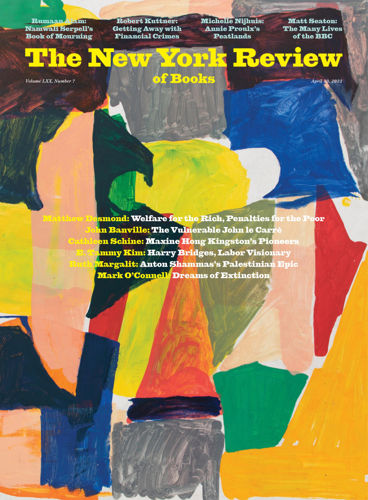 Rumaan Alam:
Namwali Serpell's
Book of Mourning
Robert Kuttner:
Getting Away with
Financial Crimes
Michelle Nijhuis:
Annie Proulx's
Peatlands
Matt Seaton:
The Many Lives
of the BBC
The New York Review
of Books
Volume LXX, Number 7
April 20, 2023
Matthew Desmond: Welfare for the Rich, Penalties for the Poor
John Banville: The Vulnerable John le Carré
Cathleen Schine: Maxine Hong Kingston's Pioneers
E. Tammy Kim: Harry Bridges, Labor Visionary
Ruth Margalit: Anton Shammas's Palestinian Epic
Mark O'Connell: Dreams of Extinction